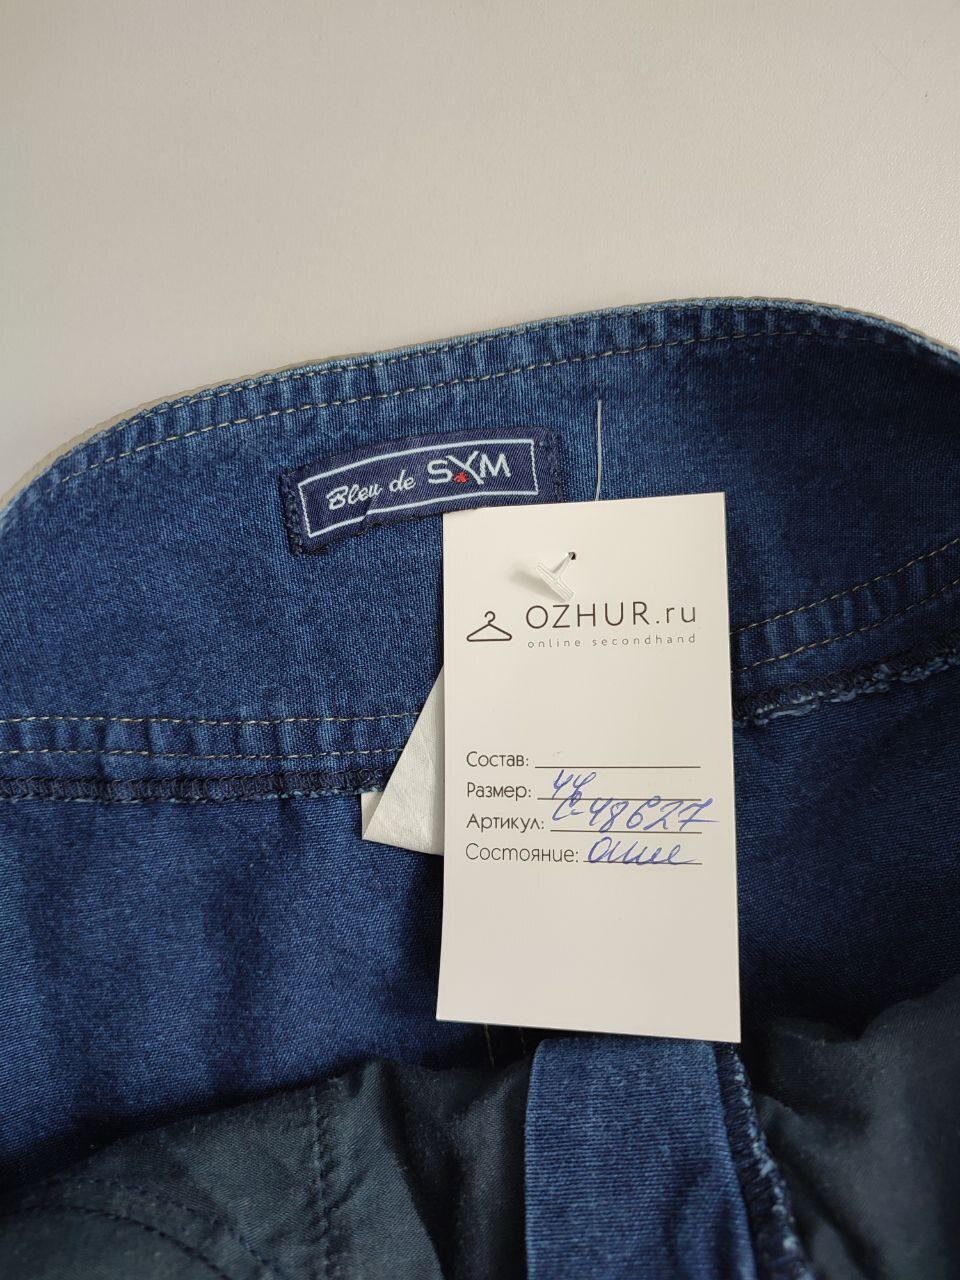 Bleu de SYM
OZHUR.ru
online secondhand
Состав:
Размер: 44
Артикул: С-48627
Состояние: